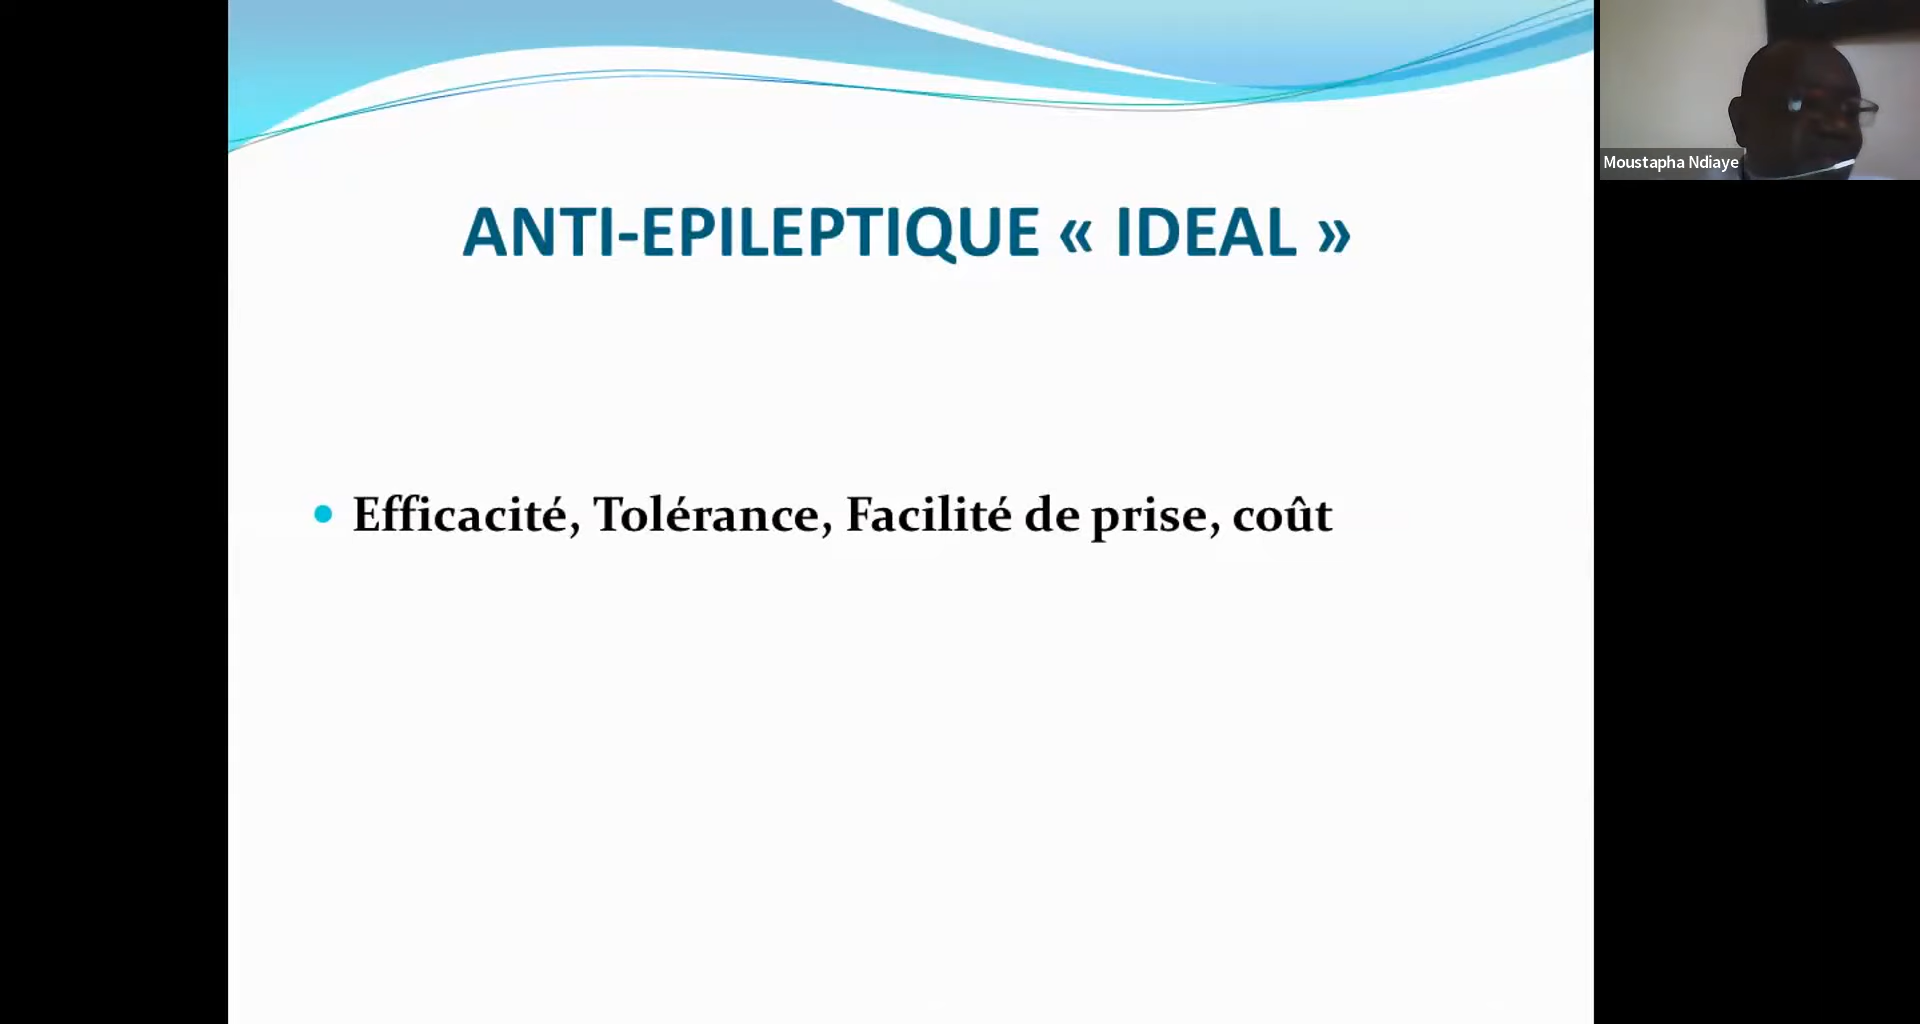 ANTI-EPILEPTIQUE « IDEAL »
• Efficacité, Tolérance, Facilité de prise, coût
Moustapha Ndiaye